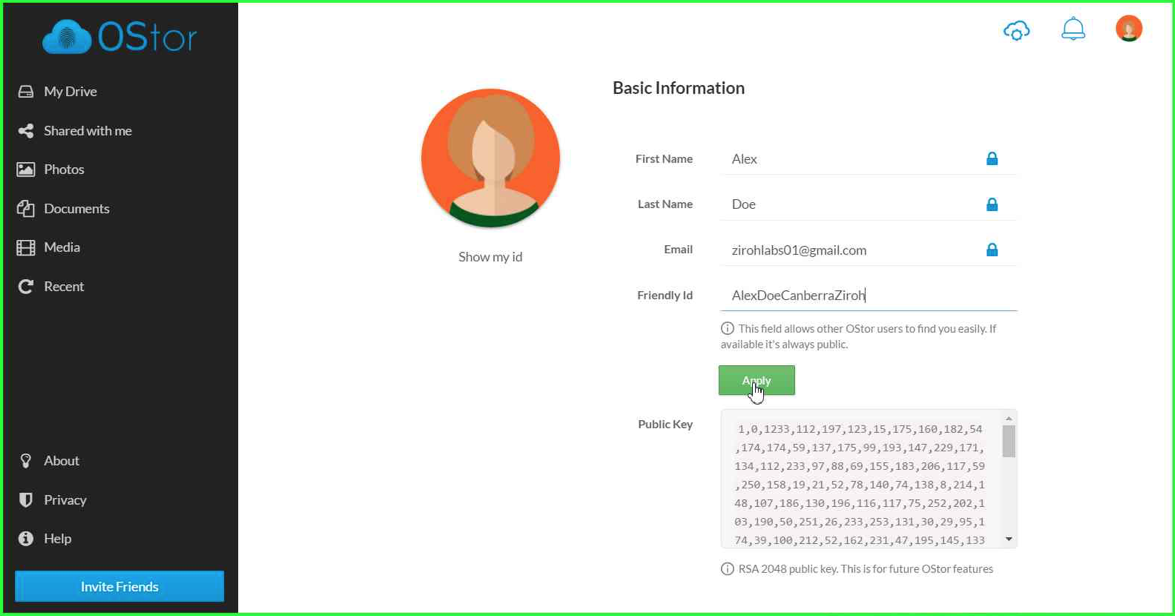 OStor
My Drive
Shared with me
Photos
Documents
Media
Recent
About
Privacy
Help
Invite Friends
Show my id
Basic Information
First Name Alex
Last Name Doe
Email zirohlabs01@gmail.com
Friendly Id AlexDoeCanberraZiroh
This field allows other OStor users to find you easily. If
available it's always public.
Apply
Public Key
1,0,1233,112,197,123,15,175,160,182,54
,174,174,59,137,175,99,193,147,229,171,
134,112,233,97,88,69,155,183,206,117,59
,250,158,19,21,52,78,140,74,138,8,214,1
48,107,186,130,196,116,117,75,252,202,1
03,190,50,251,26,233,253,131,30,29,95,1
74,39,100,212,52,162,231,47,195,145,133
RSA 2048 public key. This is for future OStor features